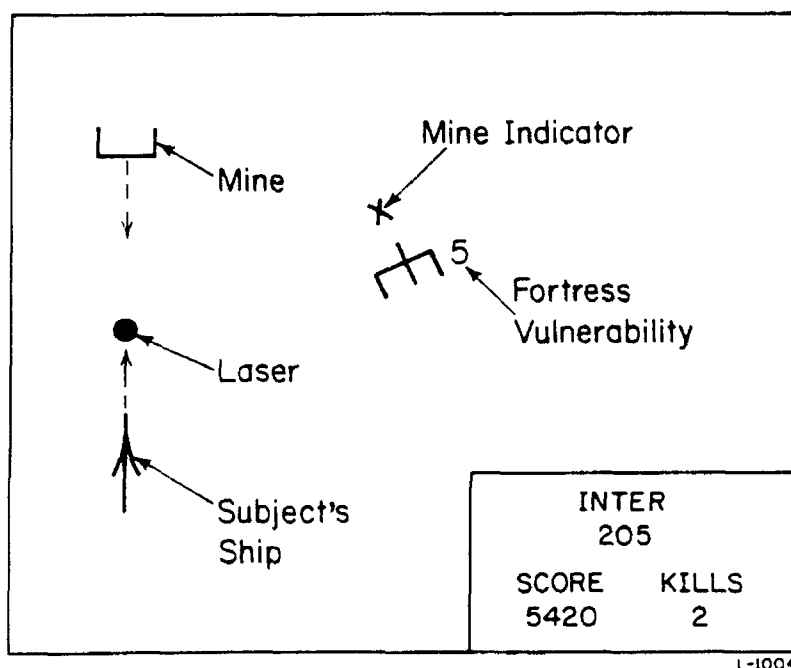 Mine Indicator
Mine
5
Fortress
Vulnerability
Laser
Subject's
Ship
INTER
205
SCORE KILLS
5420 2